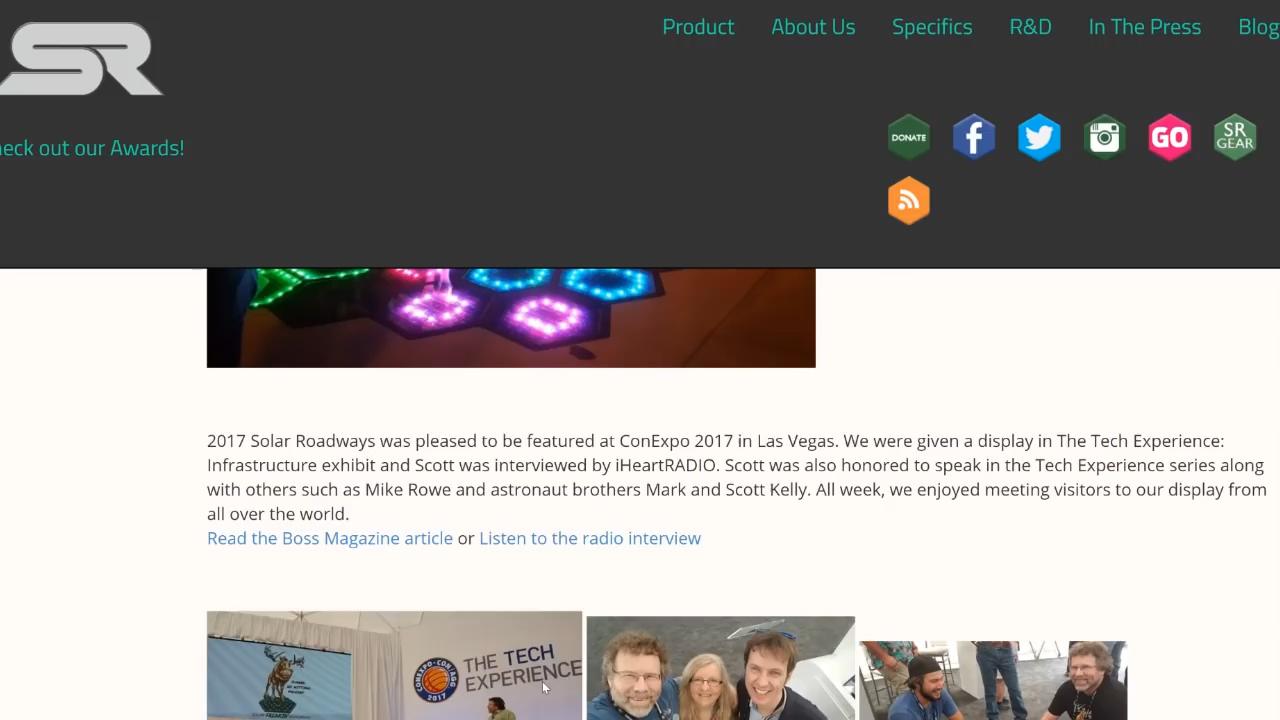 SR
Product About Us Specifics R&D In The Press Blog
DONATE f GO SR GEAR
eck out our Awards!
2017 Solar Roadways was pleased to be featured at ConExpo 2017 in Las Vegas. We were given a display in The Tech Experience:
Infrastructure exhibit and Scott was interviewed by iHeartRADIO. Scott was also honored to speak in the Tech Experience series along
with others such as Mike Rowe and astronaut brothers Mark and Scott Kelly. All week, we enjoyed meeting visitors to our display from
all over the world.
Read the Boss Magazine article or Listen to the radio interview
CONEXPO-CON/AGG
2017
THE TECH
EXPERIENCE